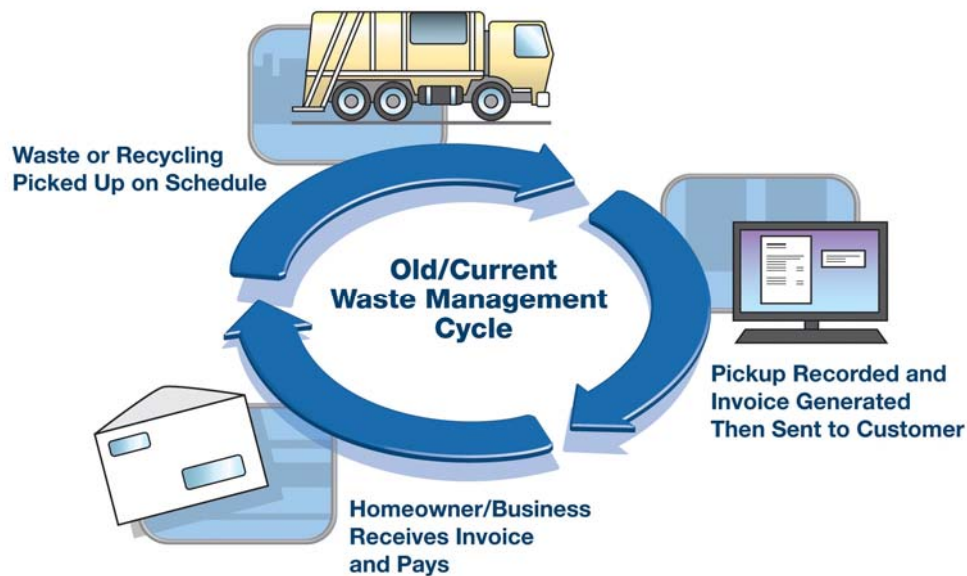 Waste or Recycling
Picked Up on Schedule
Old/Current
Waste Management
Cycle
Pickup Recorded and
Invoice Generated
Then Sent to Customer
Homeowner/Business
Receives Invoice
and Pays